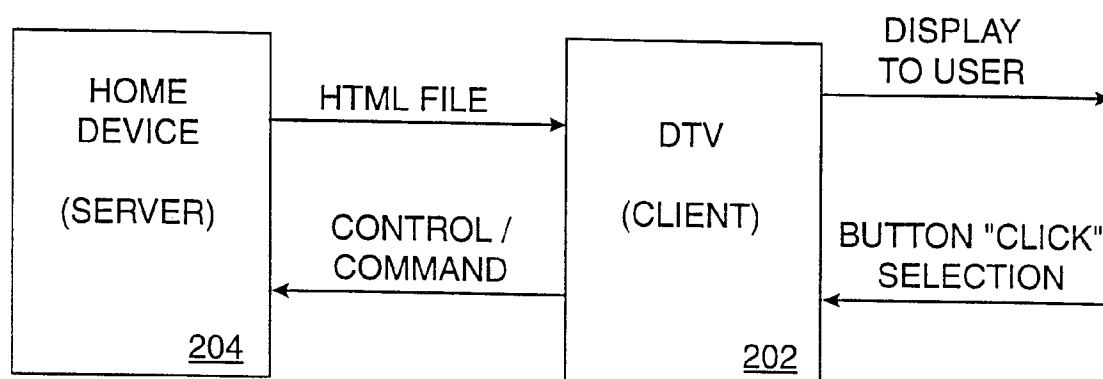 HOME
DEVICE
(SERVER)
204
HTML FILE
CONTROL /
COMMAND
DTV
(CLIENT)
202
DISPLAY
TO USER
BUTTON "CLICK"
SELECTION